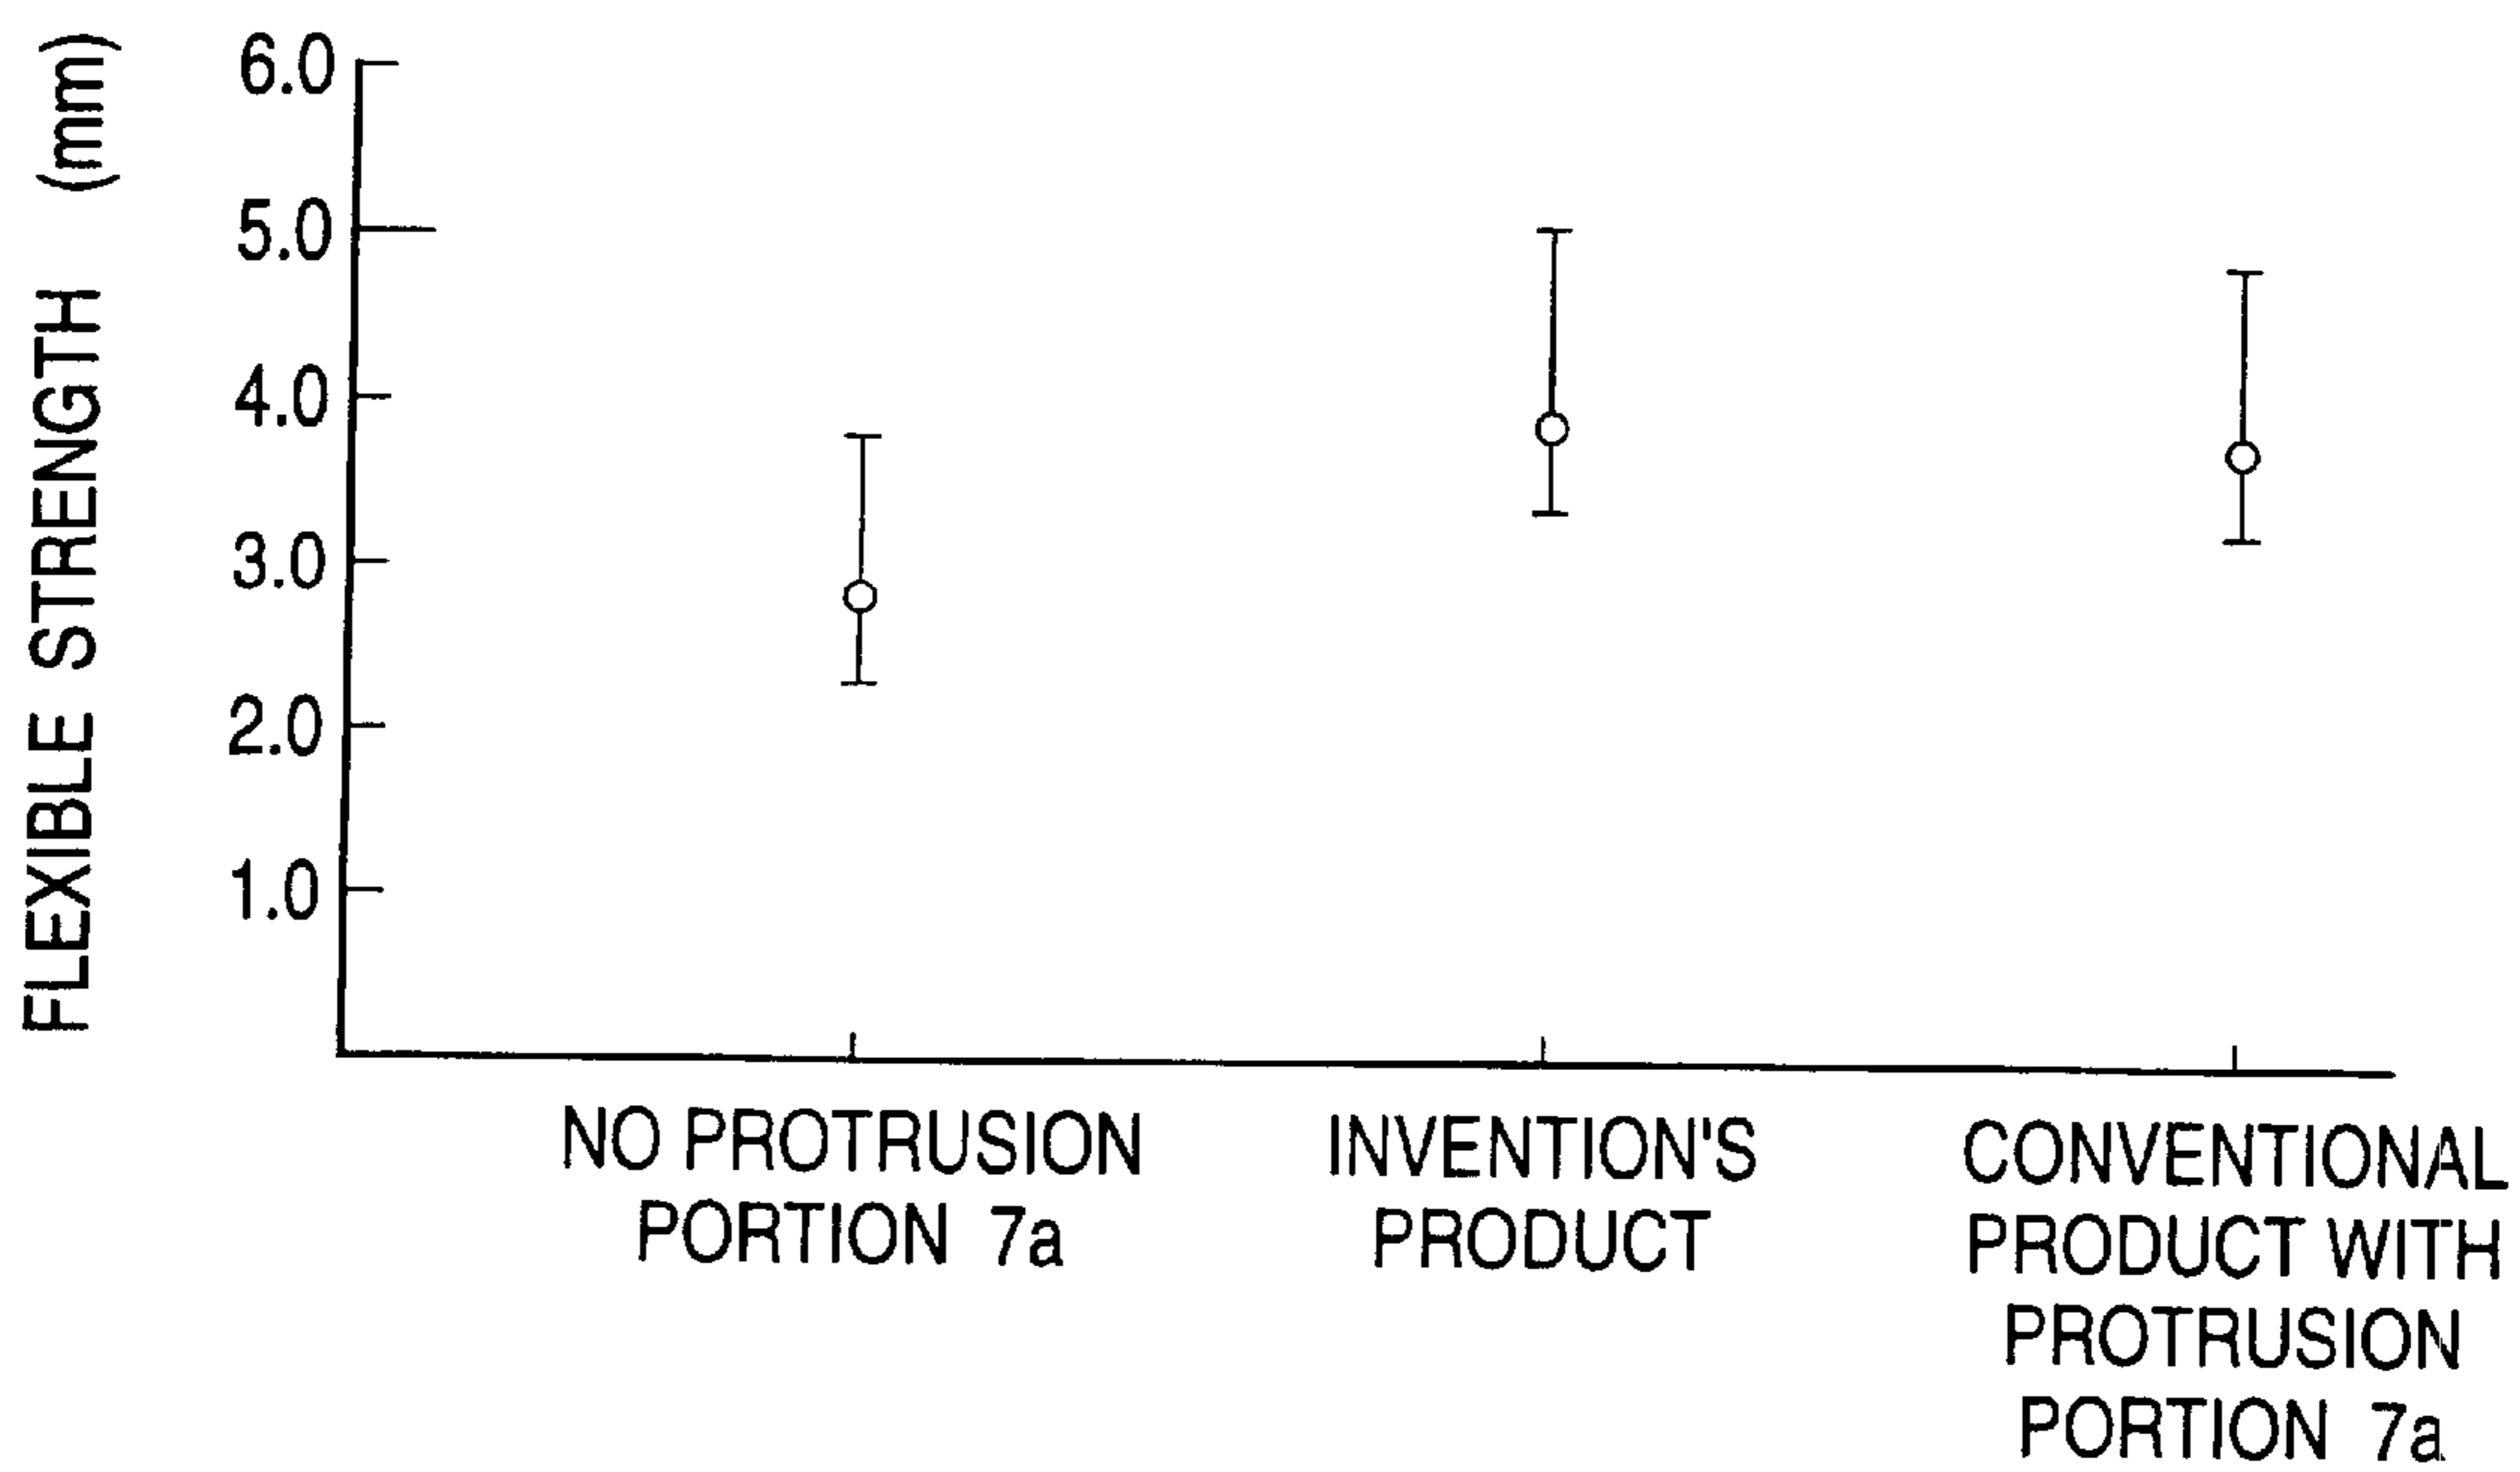 FLEXIBLE STRENGTH (mm)
6.0
5.0
4.0
3.0
2.0
1.0
NO PROTRUSION
PORTION 7a
INVENTION'S
PRODUCT
CONVENTIONAL
PRODUCT WITH
PROTRUSION
PORTION 7a